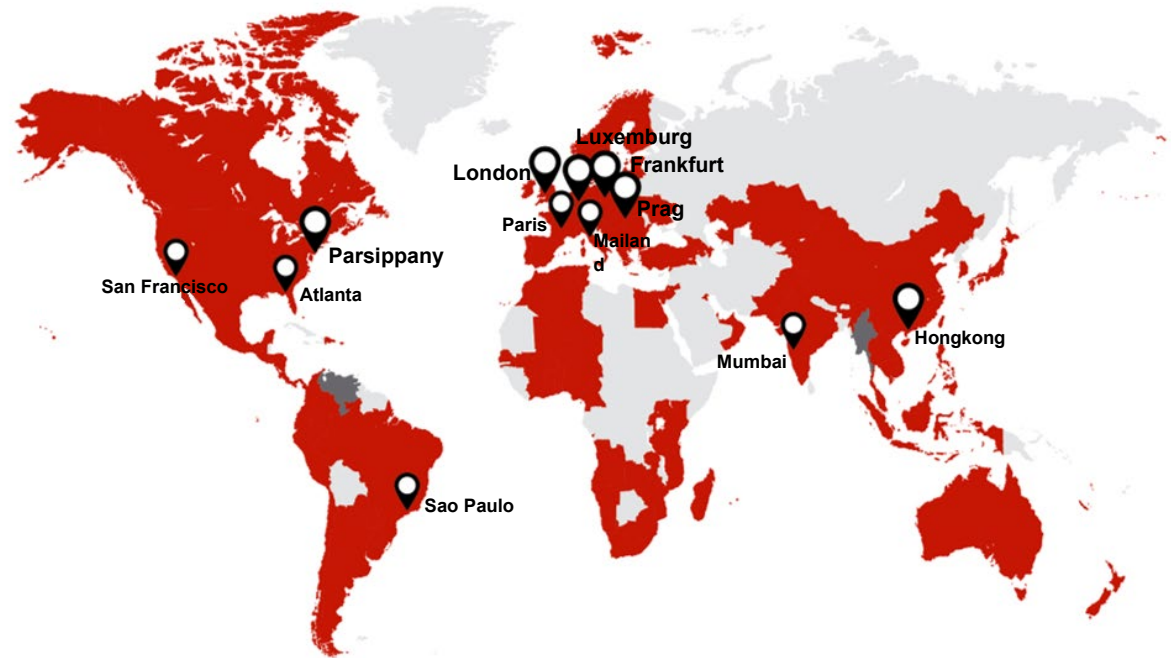 Luxemburg
London
Frankfurt
Prag
Paris
Mailan
d
Parsippany
San Francisco
Atlanta
Hongkong
Mumbai
Sao Paulo